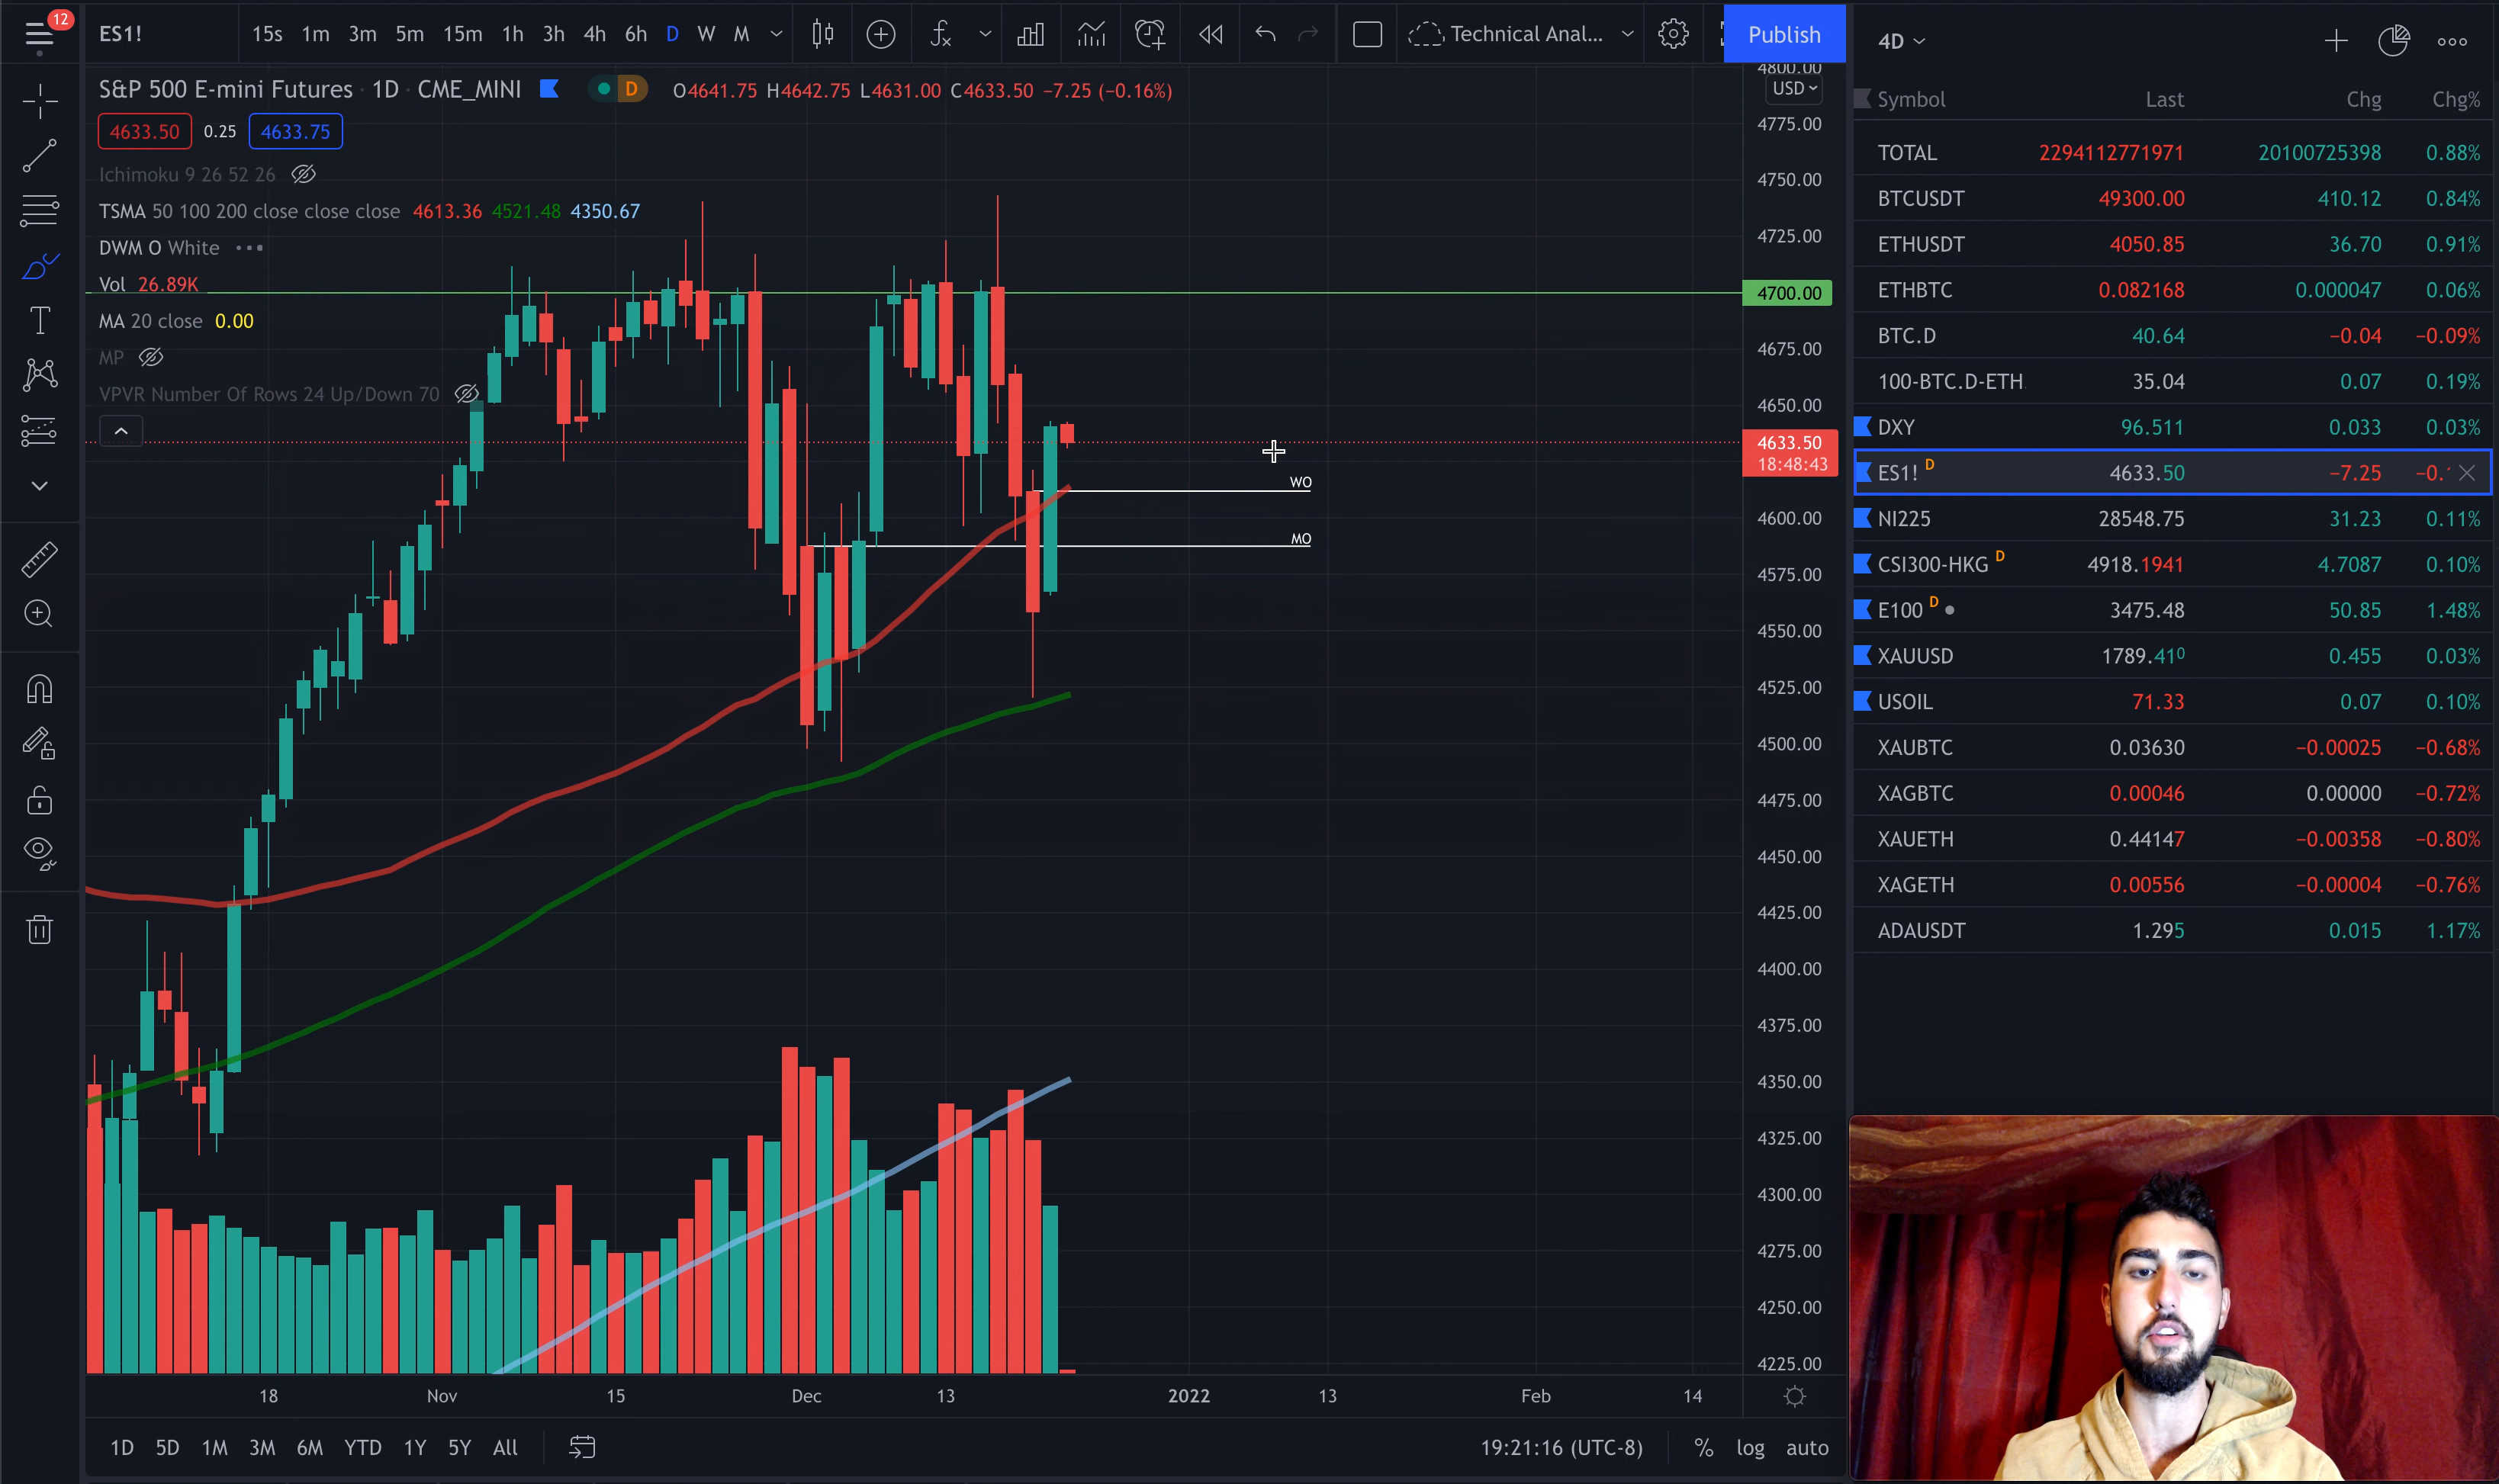 12
ES1!
15s 1m 3m 5m 15m 1h 3h 4h 6h D W M
Technical Anal...
Publish
4D
S&P 500 E-mini Futures · 1D · CME_MINI D O4641.75 H4642.75 L4631.00 C4633.50 −7.25 (−0.16%)
4633.50 0.25 4633.75
Ichimoku 9 26 52 26
TSMA 50 100 200 close close close 4613.36 4521.48 4350.67
DWM O White
Vol 26.89K
MA 20 close 0.00
MP
VPVR Number Of Rows 24 Up/Down 70
WO
MO
4800.00
USD
4775.00
4750.00
4725.00
4700.00
4675.00
4650.00
4633.50
18:48:43
4600.00
4575.00
4550.00
4525.00
4500.00
4475.00
4450.00
4425.00
4400.00
4375.00
4350.00
4325.00
4300.00
4275.00
4250.00
4225.00
18 Nov 15 Dec 13 2022 13 Feb 14
1D 5D 1M 3M 6M YTD 1Y 5Y All
19:21:16 (UTC-8) % log auto
Symbol Last Chg Chg%
TOTAL 2294112771971 20100725398 0.88%
BTCUSDT 49300.00 410.12 0.84%
ETHUSDT 4050.85 36.70 0.91%
ETHBTC 0.082168 0.000047 0.06%
BTC.D 40.64 −0.04 −0.09%
100-BTC.D-ETH. 35.04 0.07 0.19%
DXY 96.511 0.033 0.03%
ES1! D 4633.50 −7.25
NI225 28548.75 31.23 0.11%
CSI300-HKG D 4918.1941 4.7087 0.10%
E100 D 3475.48 50.85 1.48%
XAUUSD 1789.410 0.455 0.03%
USOIL 71.33 0.07 0.10%
XAUBTC 0.03630 −0.00025 −0.68%
XAGBTC 0.00046 0.00000 −0.72%
XAUETH 0.44147 −0.00358 −0.80%
XAGETH 0.00556 −0.00004 −0.76%
ADAUSDT 1.295 0.015 1.17%